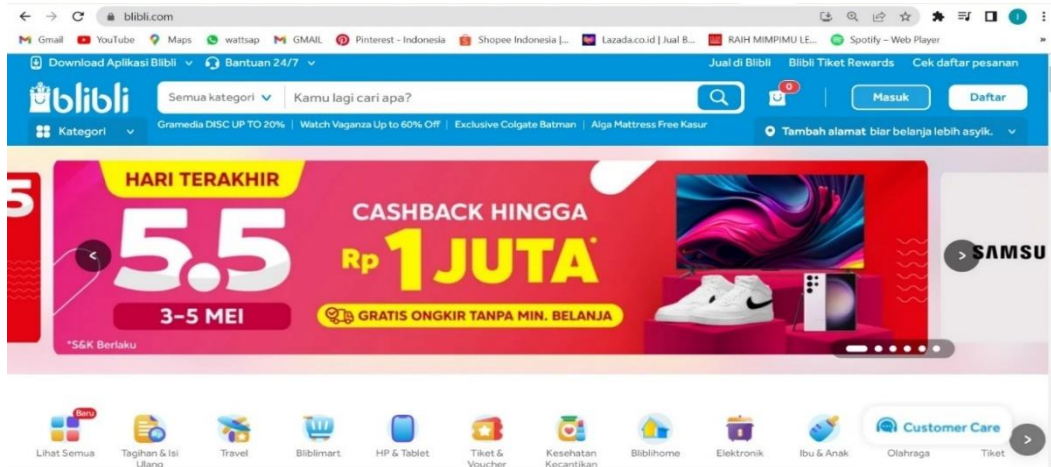 blibli.com
Gmail YouTube Maps wattsap GMAIL Pinterest - Indonesia Shopee Indonesia |... Lazada.co.id | Jual B... RAIH MIMPIMU LE... Spotify – Web Player »
Download Aplikasi Blibli Bantuan 24/7 Jual di Blibli Blibli Tiket Rewards Cek daftar pesanan
blibli Semua kategori Kamu lagi cari apa? 0 Masuk Daftar
Kategori Gramedia DISC UP TO 20% | Watch Vaganza Up to 60% Off | Exclusive Colgate Batman | Alga Mattress Free Kasur Tambah alamat biar belanja lebih asyik.
HARI TERAKHIR
5.5
3-5 MEI
*S&K Berlaku
CASHBACK HINGGA
Rp 1 JUTA*
GRATIS ONGKIR TANPA MIN. BELANJA
5
SAMSU
Baru
Customer Care
Lihat Semua
Tagihan & Isi
Ulang
Travel
Bliblimart
HP & Tablet
Tiket &
Voucher
Kesehatan
Kecantikan
Bliblihome
Elektronik
Ibu & Anak
Olahraga
Tiket